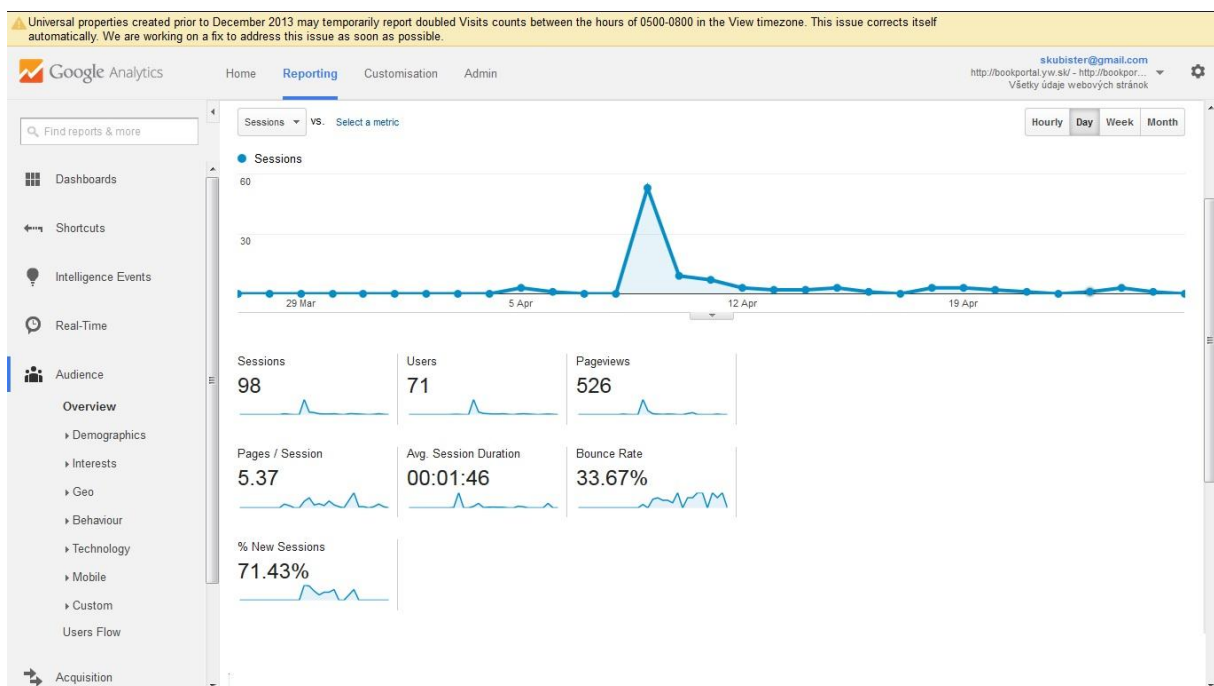 Universal properties created prior to December 2013 may temporarily report doubled Visits counts between the hours of 0500-0800 in the View timezone. This issue corrects itself
automatically. We are working on a fix to address this issue as soon as possible.
Google Analytics
Home Reporting Customisation Admin
skubister@gmail.com
http://bookportal.yw.sk/ - http://bookpor...
Všetky údaje webových stránok
Find reports & more
Dashboards
Shortcuts
Intelligence Events
Real-Time
Audience
Overview
Demographics
Interests
Geo
Behaviour
Technology
Mobile
Custom
Users Flow
Acquisition
Sessions VS. Select a metric
Hourly Day Week Month
Sessions
60
30
29 Mar 5 Apr 12 Apr 19 Apr
Sessions Users Pageviews
98 71 526
Pages / Session Avg. Session Duration Bounce Rate
5.37 00:01:46 33.67%
% New Sessions
71.43%